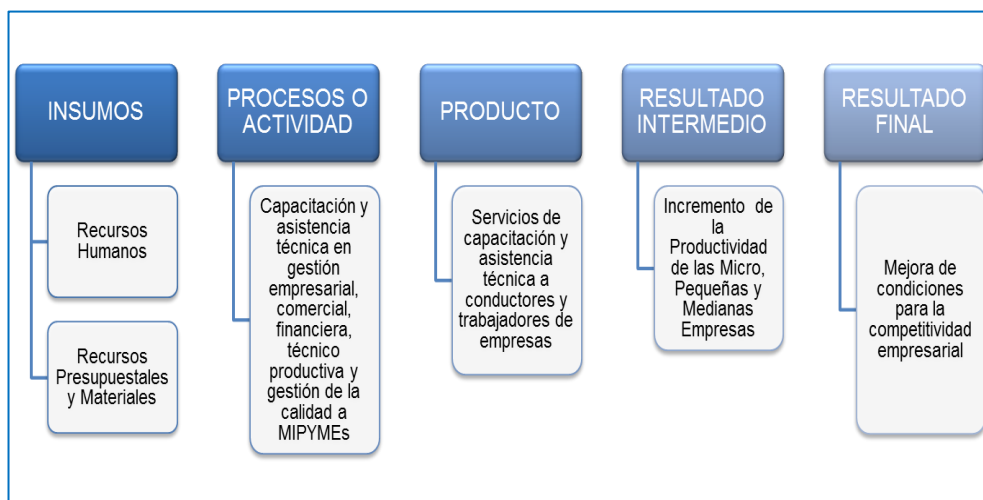 INSUMOS
Recursos
Humanos
Recursos
Presupuestales
y Materiales
PROCESOS O
ACTIVIDAD
Capacitación y
asistencia
técnica en
gestión
empresarial,
comercial,
financiera,
técnico
productiva y
gestión de la
calidad a
MIPYMEs
PRODUCTO
Servicios de
capacitación y
asistencia
técnica a
conductores y
trabajadores de
empresas
RESULTADO
INTERMEDIO
Incremento de
la
Productividad
de las Micro,
Pequeñas y
Medianas
Empresas
RESULTADO
FINAL
Mejora de
condiciones
para la
competitividad
empresarial